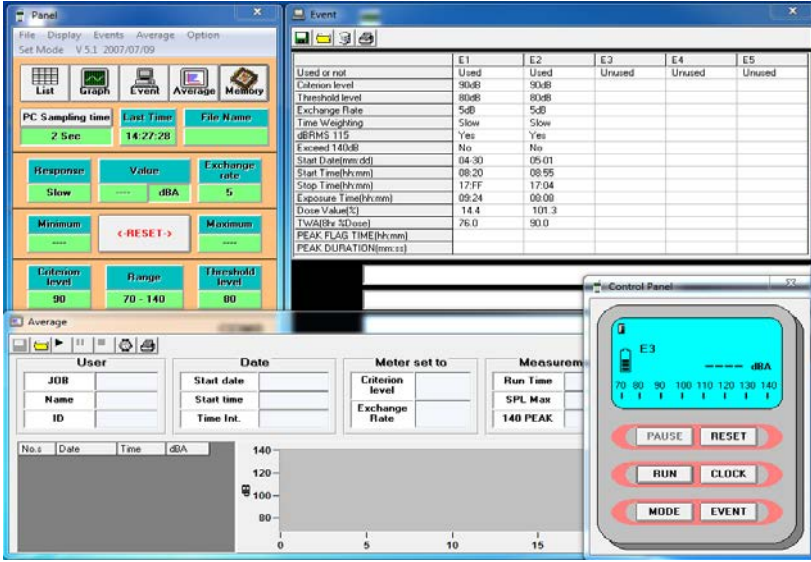 Panel
File Display Events Average Option
Set Mode V 5.1 2007/07/09
List Graph Event Average Memory
PC Sampling time Last Time File Name
2 Sec 14:27:28
Response Value Exchange rate
Slow ---- dBA 5
Minimum <-RESET-> Maximum
---- ----
Criterion level Range Threshold level
90 70 - 140 80
Event
E1 E2 E3 E4 E5
Used or not Used Used Unused Unused Unused
Criterion level 90dB 90dB
Threshold level 80dB 80dB
Exchange Rate 5dB 5dB
Time Weighting Slow Slow
dBRMS 115 Yes Yes
Exceed 140dB No No
Start Date(mm:dd) 04-30 05-01
Start Time(hh:mm) 08:20 08:55
Stop Time(hh:mm) 17:FF 17:04
Exposure Time(hh:mm) 09:24 08:08
Dose Value(%) 14.4 101.3
TWA(8hr %Dose) 76.0 90.0
PEAK FLAG TIME(hh:mm)
PEAK DURATION(mm:ss)
Average
User Date Meter set to Measurem
JOB Start date Criterion level Run Time
Name Start time SPL Max
ID Time Int. Exchange Rate 140 PEAK
No.s Date Time dBA
dB
140
120
100
80
0 5 10 15
Control Panel
E3
---- dBA
70 80 90 100 110 120 130 140
PAUSE RESET
RUN CLOCK
MODE EVENT